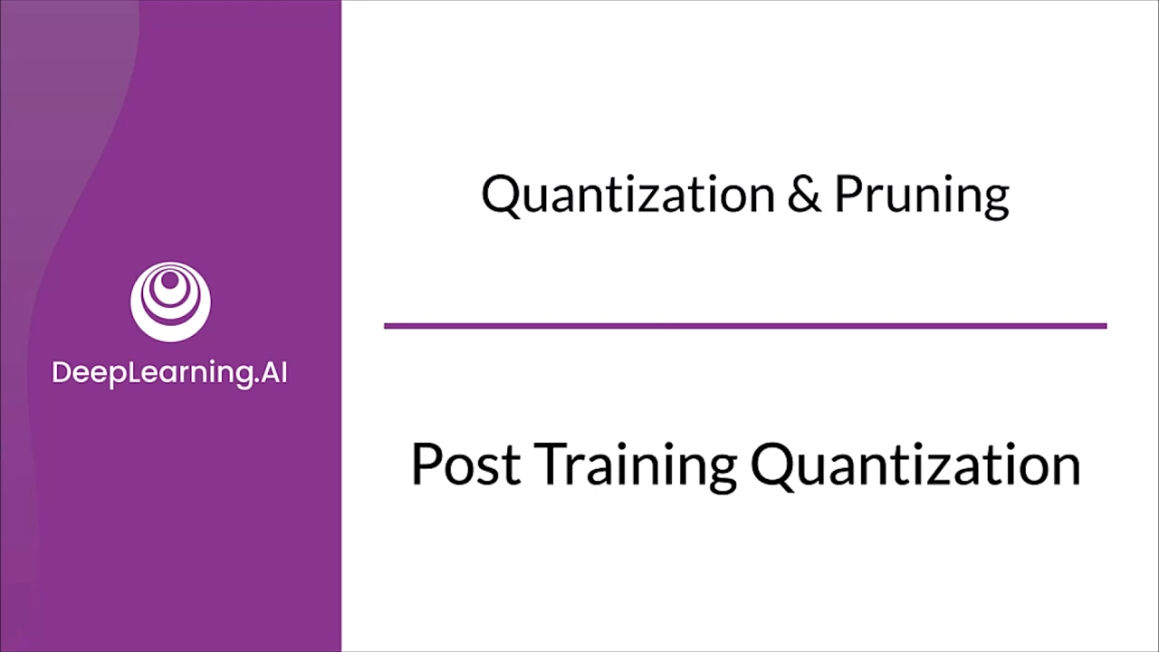 Quantization & Pruning
DeepLearning.AI
Post Training Quantization